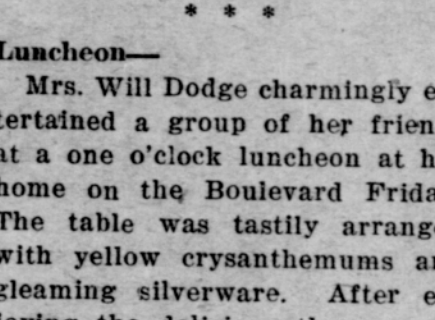 * * *
Luncheon—
Mrs. Will Dodge charmingly e
tertained a group of her frien
at a one o'clock luncheon at h
home on the Boulevard Frida
The table was tastily arrang
with yellow crysanthemums a
gleaming silverware. After e